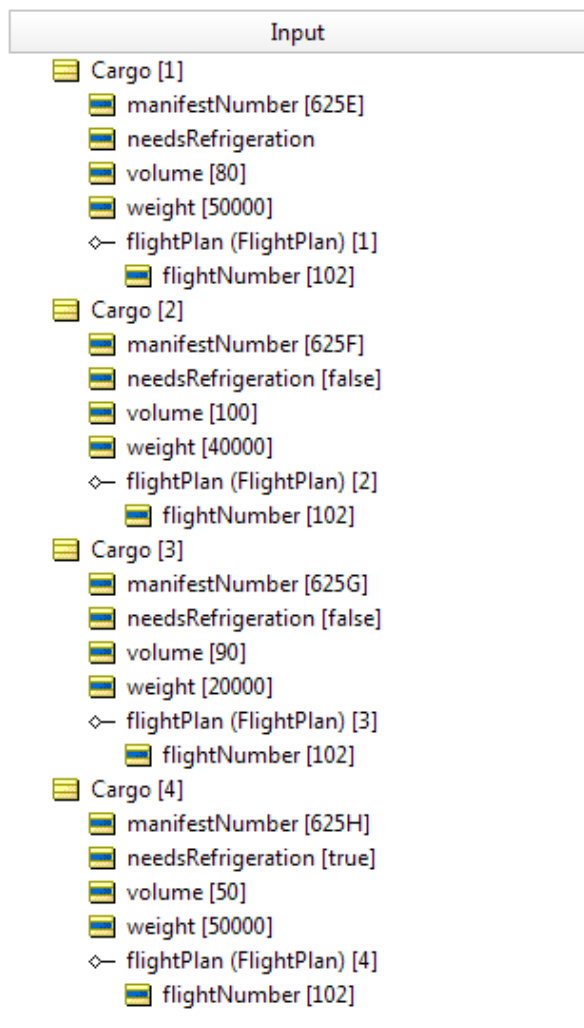 Input
Cargo [1]
manifestNumber [625E]
needsRefrigeration
volume [80]
weight [50000]
flightPlan (FlightPlan) [1]
flightNumber [102]
Cargo [2]
manifestNumber [625F]
needsRefrigeration [false]
volume [100]
weight [40000]
flightPlan (FlightPlan) [2]
flightNumber [102]
Cargo [3]
manifestNumber [625G]
needsRefrigeration [false]
volume [90]
weight [20000]
flightPlan (FlightPlan) [3]
flightNumber [102]
Cargo [4]
manifestNumber [625H]
needsRefrigeration [true]
volume [50]
weight [50000]
flightPlan (FlightPlan) [4]
flightNumber [102]